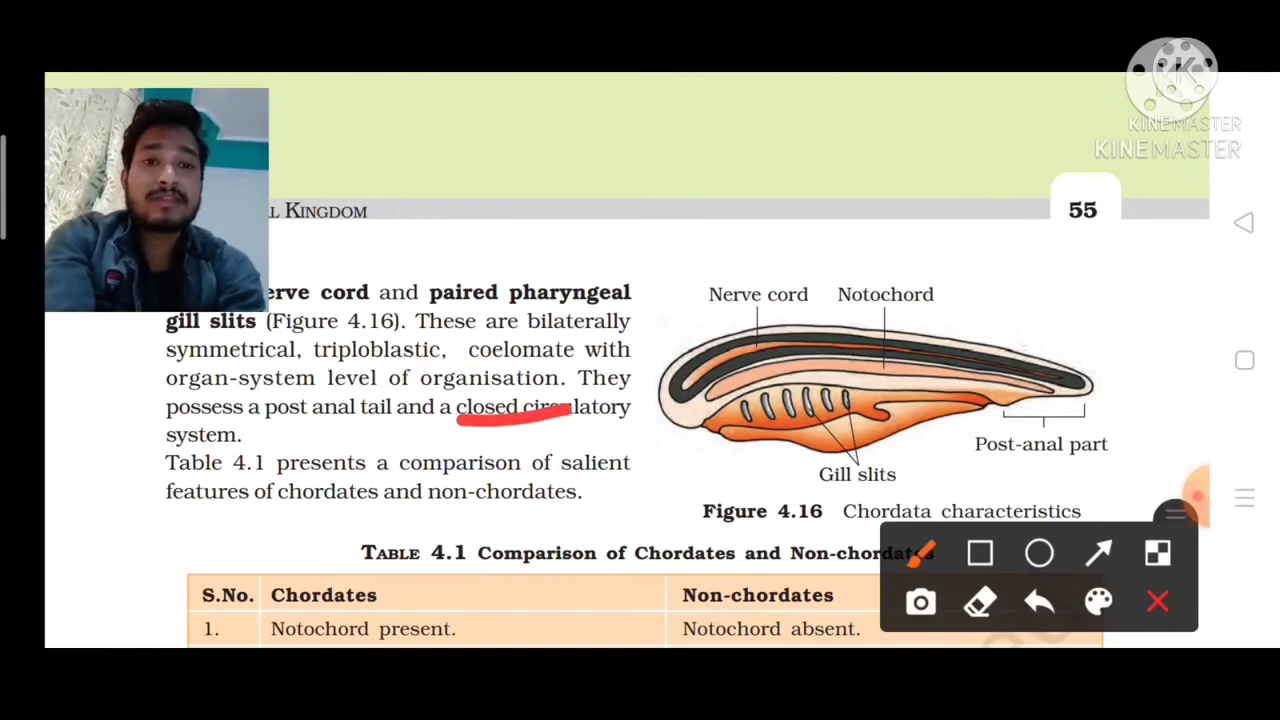 KINEMASTER
KINEMASTER
L KINGDOM
55
erve cord and paired pharyngeal
gill slits (Figure 4.16). These are bilaterally
symmetrical, triploblastic, coelomate with
organ-system level of organisation. They
possess a post anal tail and a closed circulatory
system.
Table 4.1 presents a comparison of salient
features of chordates and non-chordates.
Nerve cord Notochord
Post-anal part
Gill slits
Figure 4.16 Chordata characteristics
TABLE 4.1 Comparison of Chordates and Non-chordates
S.No. Chordates Non-chordates
1. Notochord present. Notochord absent.